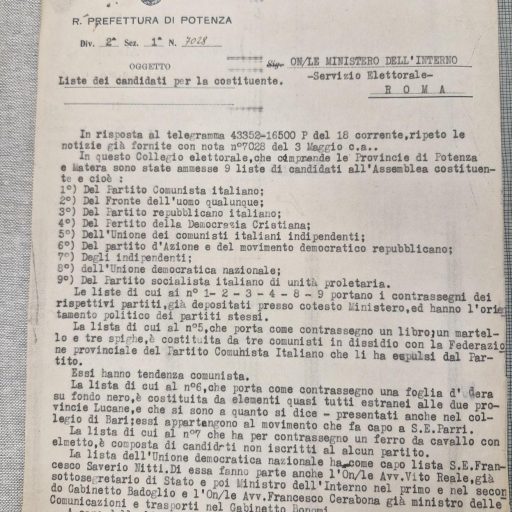 R. PREFETTURA DI POTENZA
Div. 2ª Sez. 1ª N. 7028
OGGETTO
Liste dei candidati per la costituente.
Sig. ON/LE MINISTERO DELL'INTERNO
-Servizio Elettorale-
R O M A
In risposta al telegramma 43352-16500 P del 18 corrente, ripeto le
notizie già fornite con nota n°7028 del 3 Maggio c.a..
In questo Collegio elettorale, che comprende le Provincie di Potenza
e Matera sono state ammesse 9 liste di candidati all'Assemblea costituen-
te e cioè :
1°) Del Partito Comunista italiano;
2°) Del Fronte dell'uomo qualunque;
3°) Del Partito repubblicano italiano;
4°) Del Pertito della Democrazia Cristiana;
5°) Dell'Unione dei comunisti italiani indipendenti;
6°) Del partito d'Azione e del movimento democratico repubblicano;
7°) Degli indipendenti;
8°) dell'Unione democratica nazionale;
9°) Del Partito socialista italiano di unità proletaria.
Le liste di cui ai n° 1- 2 - 3 - 4 - 8 - 9 portano i contrassegni dei
rispettivi partiti, già depositati presso cotesto Ministero, ed hanno l'orien
tamento politico dei partiti stessi.
La lista di cui al n°5, che porta come contrassegno un libro; un martel-
lo e tre spighe, è costituita da tre comunisti in dissidio con la Federazio
ne provinciale del Partito Comunista Italiano che li ha espulsi dal Par-
tito.
Essi hanno tendenza comunista.
La lista di cui al n°6, che porta come contrassegno una foglia d'edera
su fondo nero, è costituita da elementi quasi tutti estranei alle due pro-
vincie Lucane, e che si sono a quanto si dice - presentati anche nel col-
legio di Bari; essi appartengono al movimento che fa capo a S.E. Parri.
La lista di cui al n°7 che ha per contrassegno un ferro da cavallo con
elmetto, è composta di candidati non iscritti ad alcun partito.
La lista dell'Unione democratica nazionale ha come capo lista S.E. Fran-
cesco Saverio Nitti. Di essa fanno parte anche l'On/le Avv. Vito Reale, già
sottosegretario di Stato e poi Ministro dell'Interno nel primo e nel secon
do Gabinetto Badoglio e l'On/le Avv. Francesco Cerabona già ministro delle
Comunicazioni e trasporti nel Gabinetto Bonomi